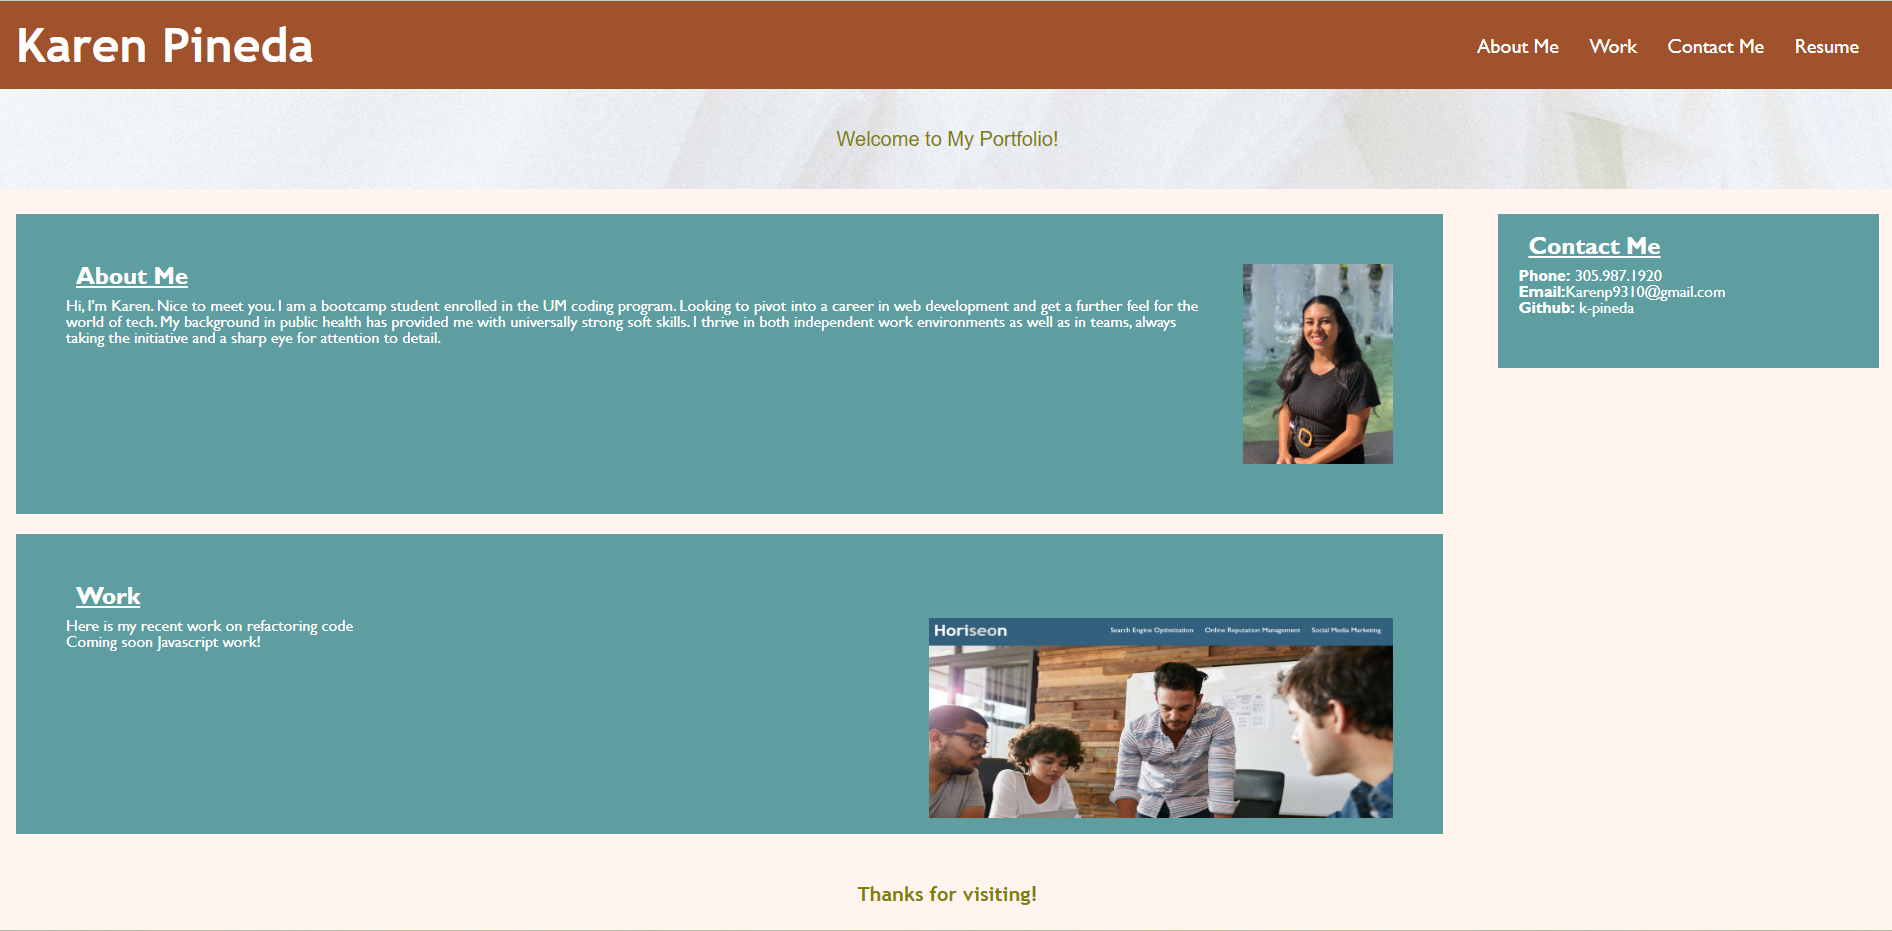 Karen Pineda
About Me Work Contact Me Resume
Welcome to My Portfolio!
About Me
Hi, I'm Karen. Nice to meet you. I am a bootcamp student enrolled in the UM coding program. Looking to pivot into a career in web development and get a further feel for the
world of tech. My background in public health has provided me with universally strong soft skills. I thrive in both independent work environments as well as in teams, always
taking the initiative and a sharp eye for attention to detail.
Work
Here is my recent work on refactoring code
Coming soon Javascript work!
Horiseon
Search Engine Optimization Online Reputation Management Social Media Marketing
Contact Me
Phone: 305.987.1920
Email:Karenp9310@gmail.com
Github: k-pineda
Thanks for visiting!